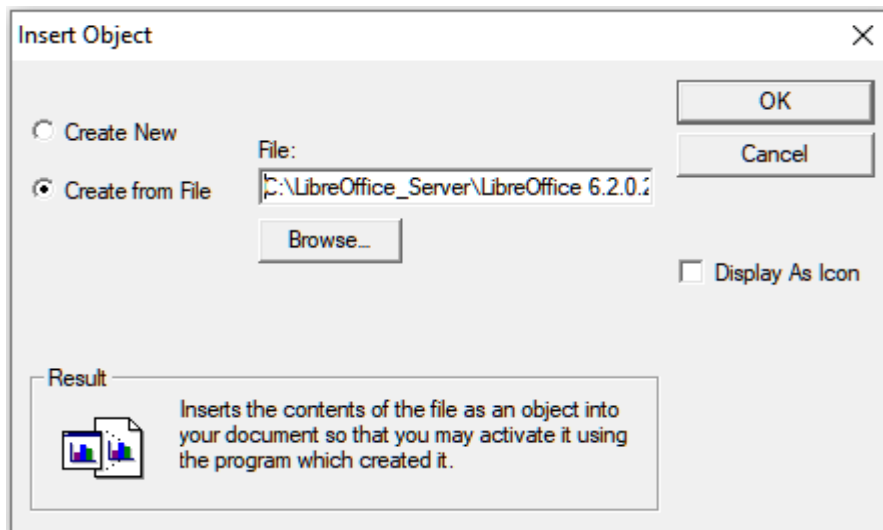 Insert Object
Create New
Create from File
File:
C:\LibreOffice_Server\LibreOffice 6.2.0.2
Browse...
OK
Cancel
Display As Icon
Result
Inserts the contents of the file as an object into
your document so that you may activate it using
the program which created it.